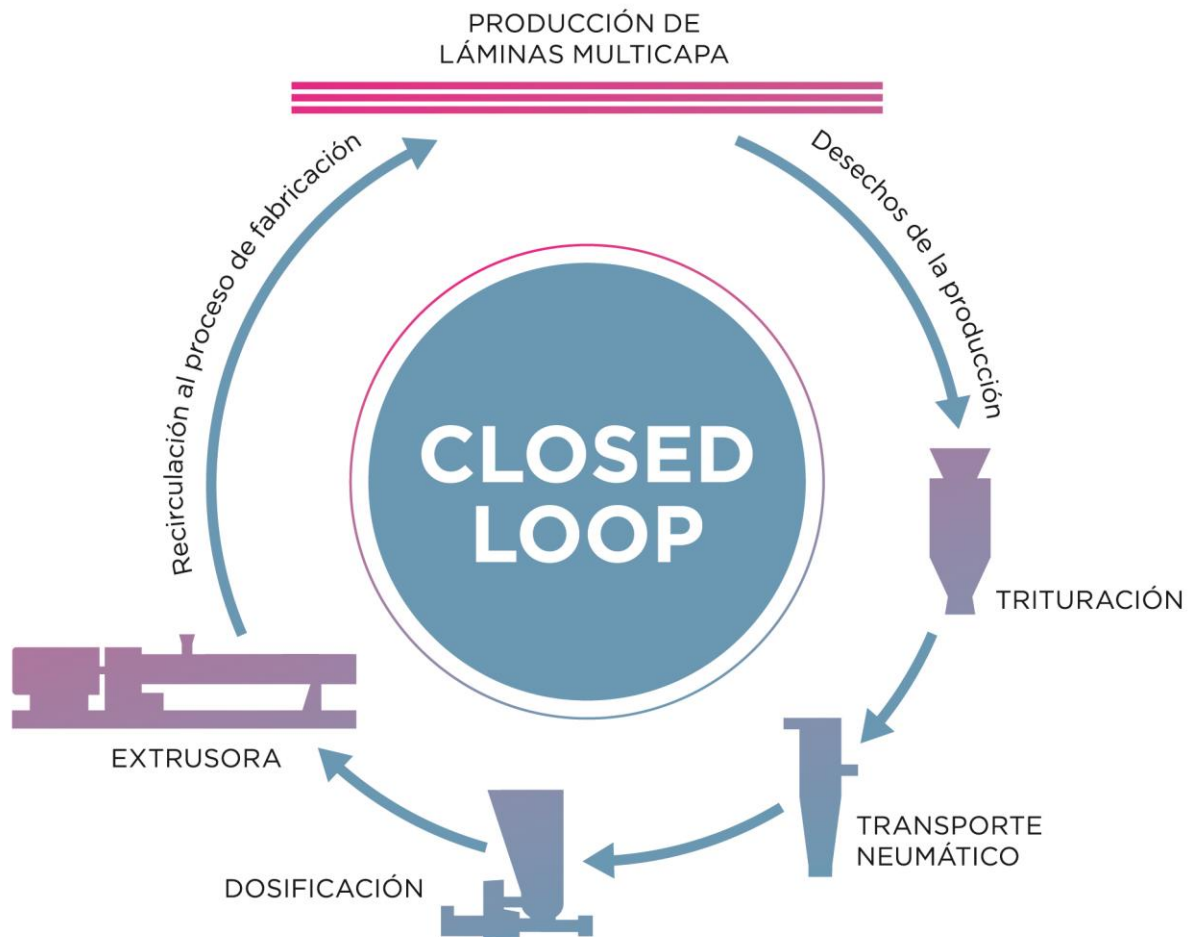 PRODUCCIÓN DE
LÁMINAS MULTICAPA
Desechos de la producción
TRITURACIÓN
TRANSPORTE
NEUMÁTICO
DOSIFICACIÓN
EXTRUSORA
Recirculación al proceso de fabricación
CLOSED
LOOP